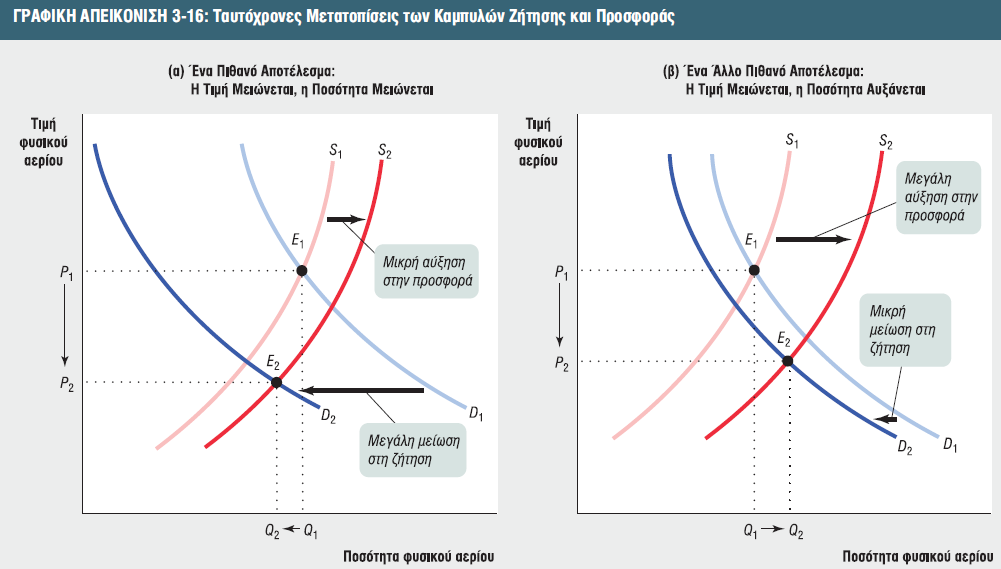 ΓΡΑΦΙΚΗ ΑΠΕΙΚΟΝΙΣΗ 3-16: Ταυτόχρονες Μετατοπίσεις των Καμπυλών Ζήτησης και Προσφοράς
(α) Ένα Πιθανό Αποτέλεσμα:
Η Τιμή Μειώνεται, η Ποσότητα Μειώνεται
Τιμή
φυσικού
αερίου
S1
S2
E1
Μικρή αύξηση
στην προσφορά
P1
E2
P2
D2
D1
Μεγάλη μείωση
στη ζήτηση
Q2
Q1
Ποσότητα φυσικού αερίου
(β) Ένα Άλλο Πιθανό Αποτέλεσμα:
Η Τιμή Μειώνεται, η Ποσότητα Αυξάνεται
Τιμή
φυσικού
αερίου
S1
S2
Μεγάλη
αύξηση στην
προσφορά
E1
P1
Μικρή
μείωση στη
ζήτηση
E2
P2
D2
D1
Q1
Q2
Ποσότητα φυσικού αερίου